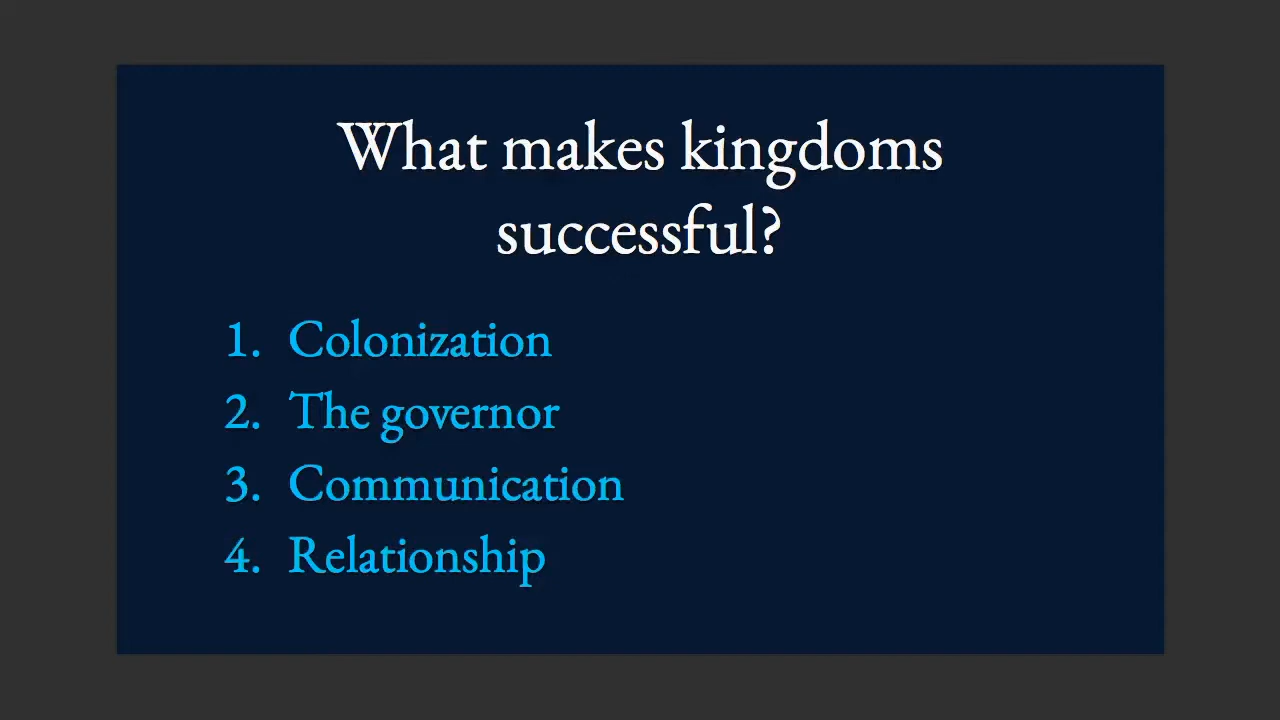 What makes kingdoms
successful?
1. Colonization
2. The governor
3. Communication
4. Relationship